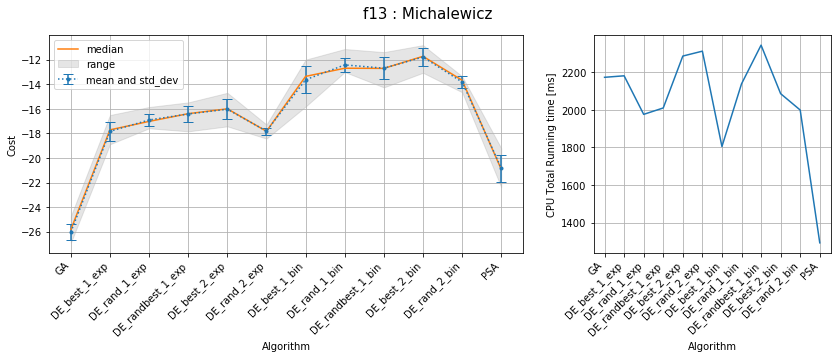 f13 : Michalewicz
median
range
mean and std_dev
Cost
−12
−14
−16
−18
−20
−22
−24
−26
GA
DE_best_1_exp
DE_rand_1_exp
DE_randbest_1_exp
DE_best_2_exp
DE_rand_2_exp
DE_best_1_bin
DE_rand_1_bin
DE_randbest_1_bin
DE_best_2_bin
DE_rand_2_bin
PSA
Algorithm
CPU Total Running time [ms]
2200
2000
1800
1600
1400
GA
DE_best_1_exp
DE_rand_1_exp
DE_randbest_1_exp
DE_best_2_exp
DE_rand_2_exp
DE_best_1_bin
DE_rand_1_bin
DE_randbest_1_bin
DE_best_2_bin
DE_rand_2_bin
PSA
Algorithm